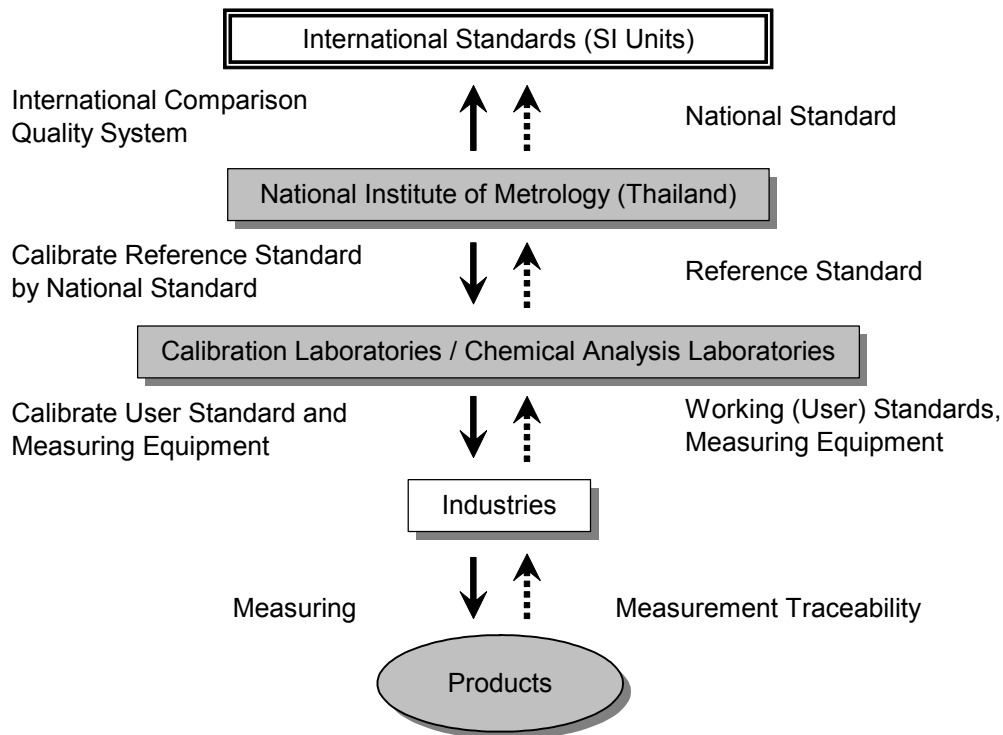 International Standards (SI Units)
International Comparison
Quality System
National Standard
National Institute of Metrology (Thailand)
Calibrate Reference Standard
by National Standard
Reference Standard
Calibration Laboratories / Chemical Analysis Laboratories
Calibrate User Standard and
Measuring Equipment
Working (User) Standards,
Measuring Equipment
Industries
Measuring
Measurement Traceability
Products